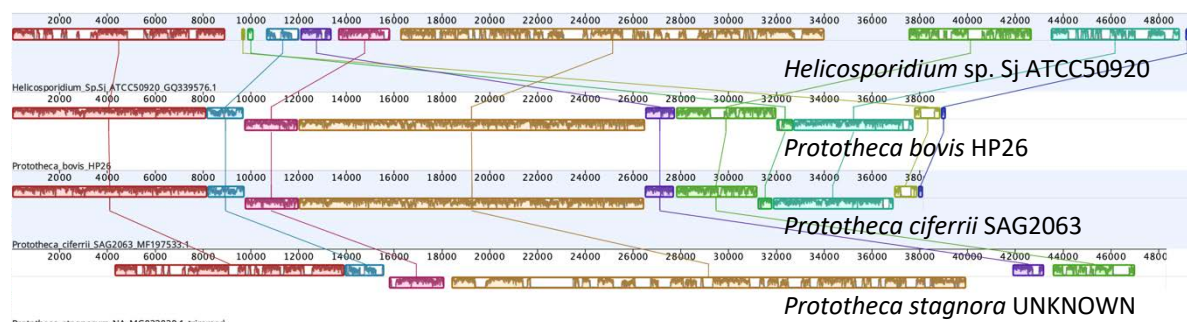 2000 4000 6000 8000 10000 12000 14000 16000 18000 20000 22000 24000 26000 28000 30000 32000 34000 36000 38000 40000 42000 44000 46000 48000
Helicosporidium sp. Sj ATCC50920
Helicosporidium_Sp.Sj_ATCC50920_GQ339576.1
2000 4000 6000 8000 10000 12000 14000 16000 18000 20000 22000 24000 26000 28000 30000 32000 34000 36000 38000
Prototheca bovis HP26
Prototheca_bovis_HP26
2000 4000 6000 8000 10000 12000 14000 16000 18000 20000 22000 24000 26000 28000 30000 32000 34000 36000 380
Prototheca ciferrii SAG2063
Prototheca_ciferrii_SAG2063_MF197533.1
2000 4000 6000 8000 10000 12000 14000 16000 18000 20000 22000 24000 26000 28000 30000 32000 34000 36000 38000 40000 42000 44000 46000 48
Prototheca stagnora UNKNOWN